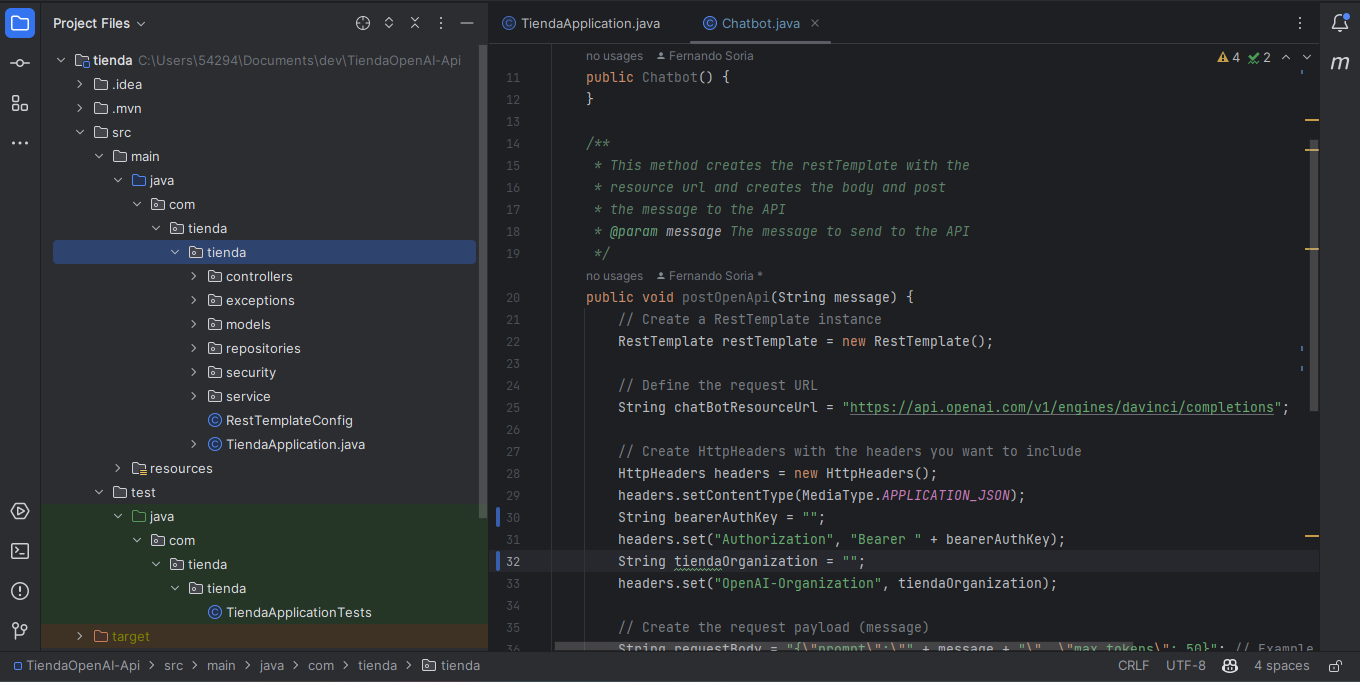 Project Files
tienda C:\Users\54294\Documents\dev\TiendaOpenAI-Api
.idea
.mvn
src
main
java
com
tienda
tienda
controllers
exceptions
models
repositories
security
service
RestTemplateConfig
TiendaApplication.java
resources
test
java
com
tienda
tienda
TiendaApplicationTests
target
TiendaApplication.java
Chatbot.java
4 2
m
no usages Fernando Soria
11 public Chatbot() {
12 }
13
14 /**
15 * This method creates the restTemplate with the
16 * resource url and creates the body and post
17 * the message to the API
18 * @param message The message to send to the API
19 */
no usages Fernando Soria *
20 public void postOpenApi(String message) {
21 // Create a RestTemplate instance
22 RestTemplate restTemplate = new RestTemplate();
23
24 // Define the request URL
25 String chatBotResourceUrl = "https://api.openai.com/v1/engines/davinci/completions";
26
27 // Create HttpHeaders with the headers you want to include
28 HttpHeaders headers = new HttpHeaders();
29 headers.setContentType(MediaType.APPLICATION_JSON);
30 String bearerAuthKey = "";
31 headers.set("Authorization", "Bearer " + bearerAuthKey);
32 String tiendaOrganization = "";
33 headers.set("OpenAI-Organization", tiendaOrganization);
34
35 // Create the request payload (message)
36 String requestBody = "{\"prompt\":\"" + message + "\", \"max_tokens\": 50}"; // Example
TiendaOpenAI-Api > src > main > java > com > tienda > tienda
CRLF UTF-8 4 spaces